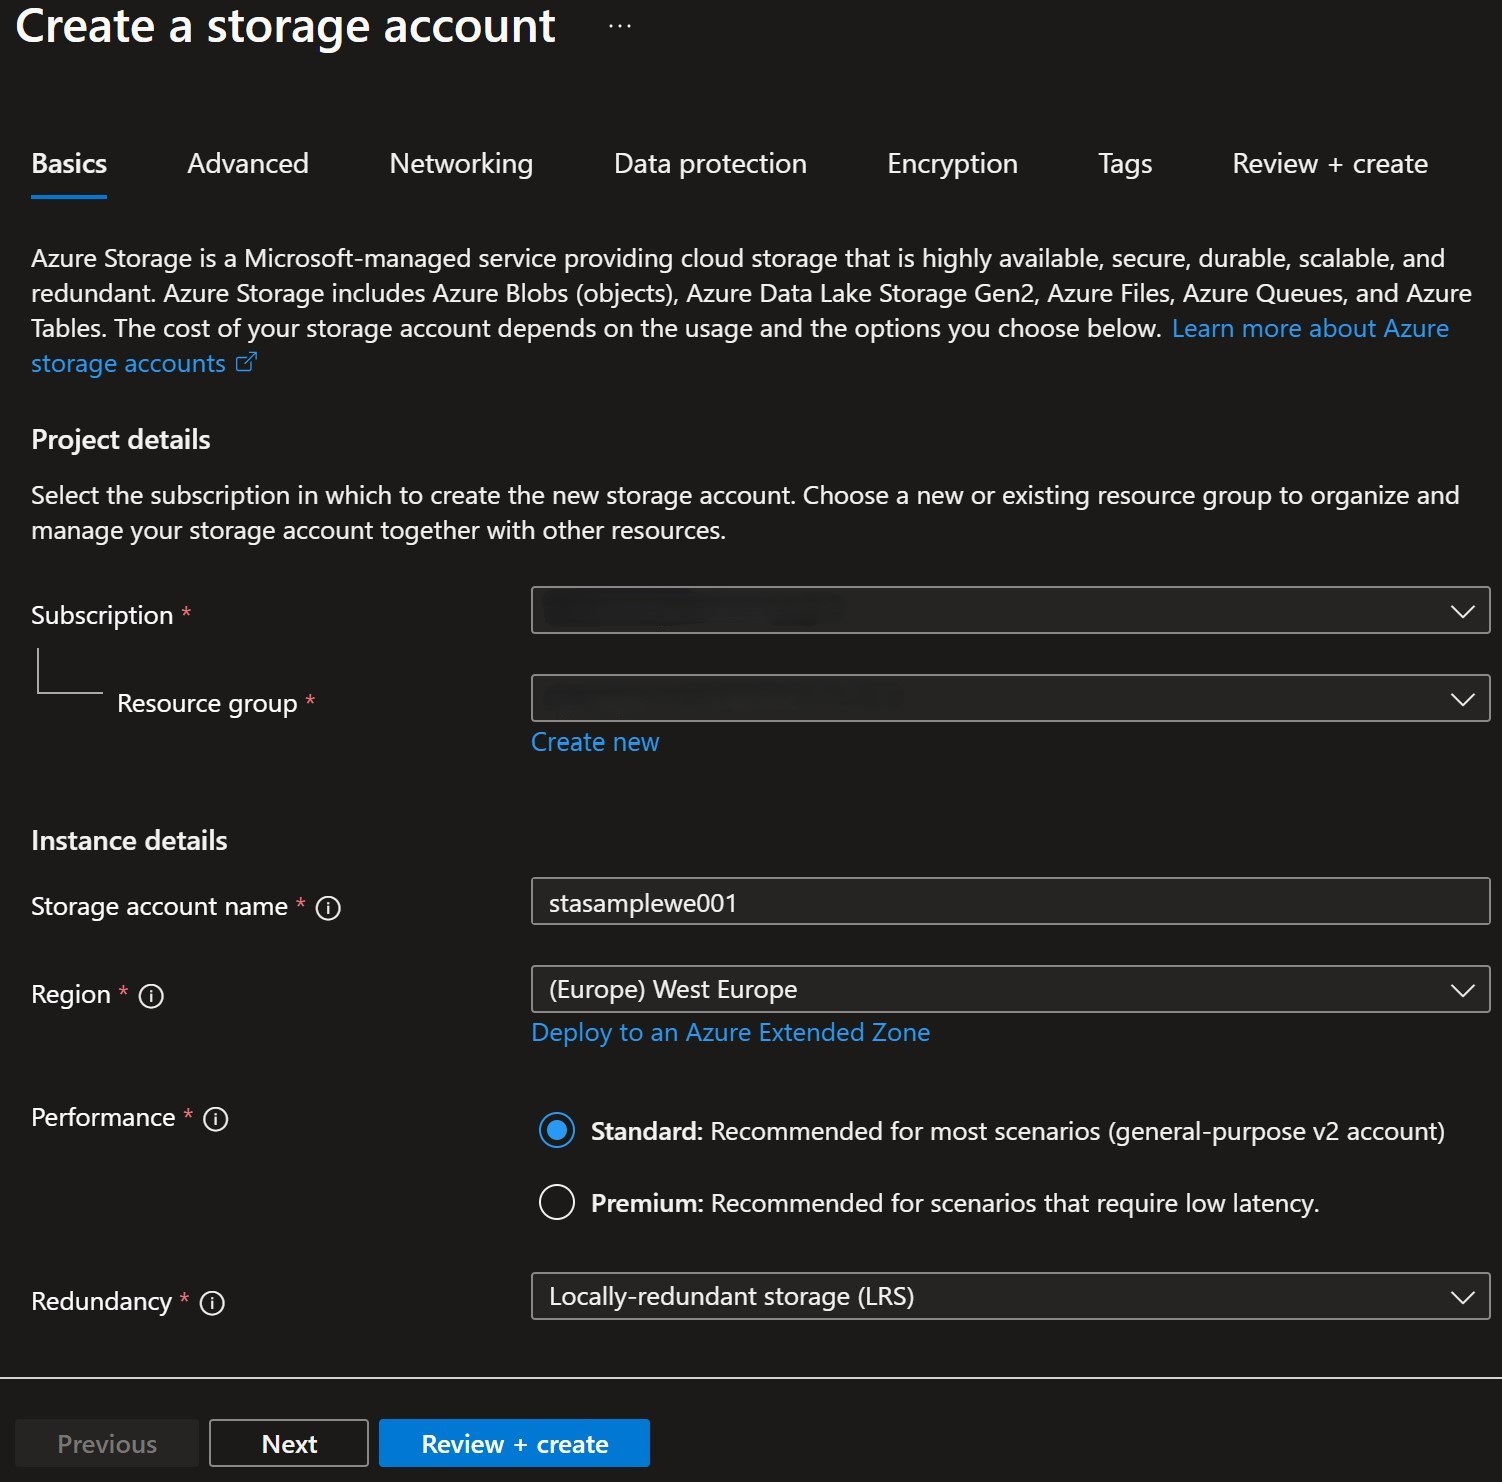 Create a storage account ...
Basics Advanced Networking Data protection Encryption Tags Review + create
Azure Storage is a Microsoft-managed service providing cloud storage that is highly available, secure, durable, scalable, and
redundant. Azure Storage includes Azure Blobs (objects), Azure Data Lake Storage Gen2, Azure Files, Azure Queues, and Azure
Tables. The cost of your storage account depends on the usage and the options you choose below. Learn more about Azure
storage accounts
Project details
Select the subscription in which to create the new storage account. Choose a new or existing resource group to organize and
manage your storage account together with other resources.
Subscription *
Resource group *
Create new
Instance details
Storage account name * stasamplewe001
Region * (Europe) West Europe
Deploy to an Azure Extended Zone
Performance *
Standard: Recommended for most scenarios (general-purpose v2 account)
Premium: Recommended for scenarios that require low latency.
Redundancy * Locally-redundant storage (LRS)
Previous Next Review + create